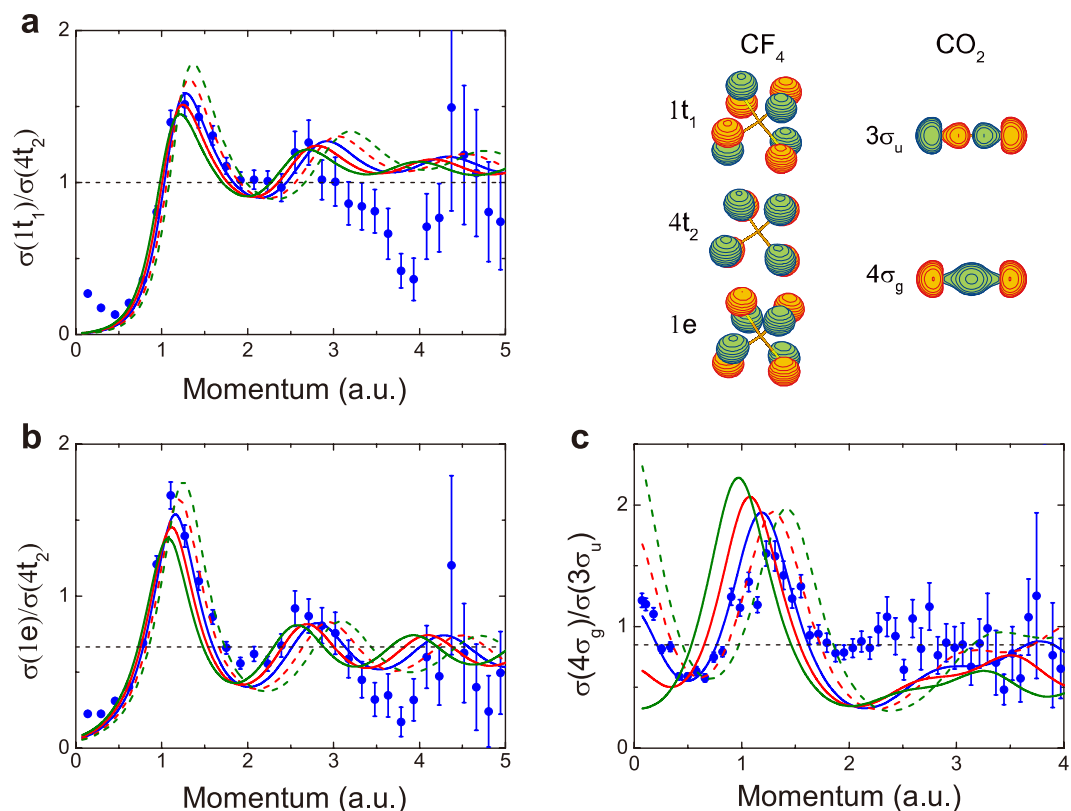 a
2
1
0
σ(1t₁)/σ(4t₂)
0 1 2 3 4 5
Momentum (a.u.)
CF₄ CO₂
1t₁
3σᵤ
4t₂
4σ_g
1e
b
2
1
0
σ(1e)/σ(4t₂)
0 1 2 3 4 5
Momentum (a.u.)
c
2
1
0
σ(4σ_g)/σ(3σᵤ)
0 1 2 3 4
Momentum (a.u.)